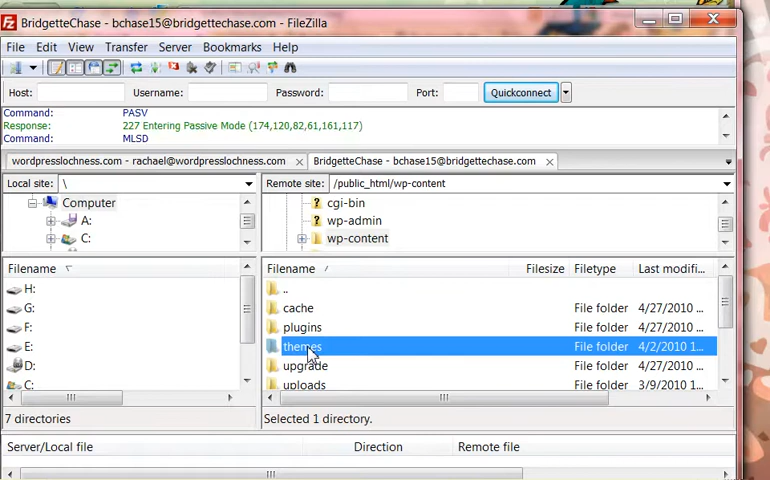 BridgetteChase - bchase15@bridgettechase.com - FileZilla
File Edit View Transfer Server Bookmarks Help
Host: Username: Password: Port: Quickconnect
Command: PASV
Response: 227 Entering Passive Mode (174,120,82,61,161,117)
Command: MLSD
wordpresslochness.com - rachael@wordpresslochness.com BridgetteChase - bchase15@bridgettechase.com
Local site: \ Remote site: /public_html/wp-content
Computer cgi-bin
A: wp-admin
C: wp-content
Filename Filename Filesize Filetype Last modifi...
H: ..
G: cache File folder 4/27/2010
F: plugins File folder 4/27/2010
E: themes File folder 4/2/2010 1...
D: upgrade File folder 4/27/2010
C: uploads File folder 3/9/2010 1...
7 directories Selected 1 directory.
Server/Local file Direction Remote file